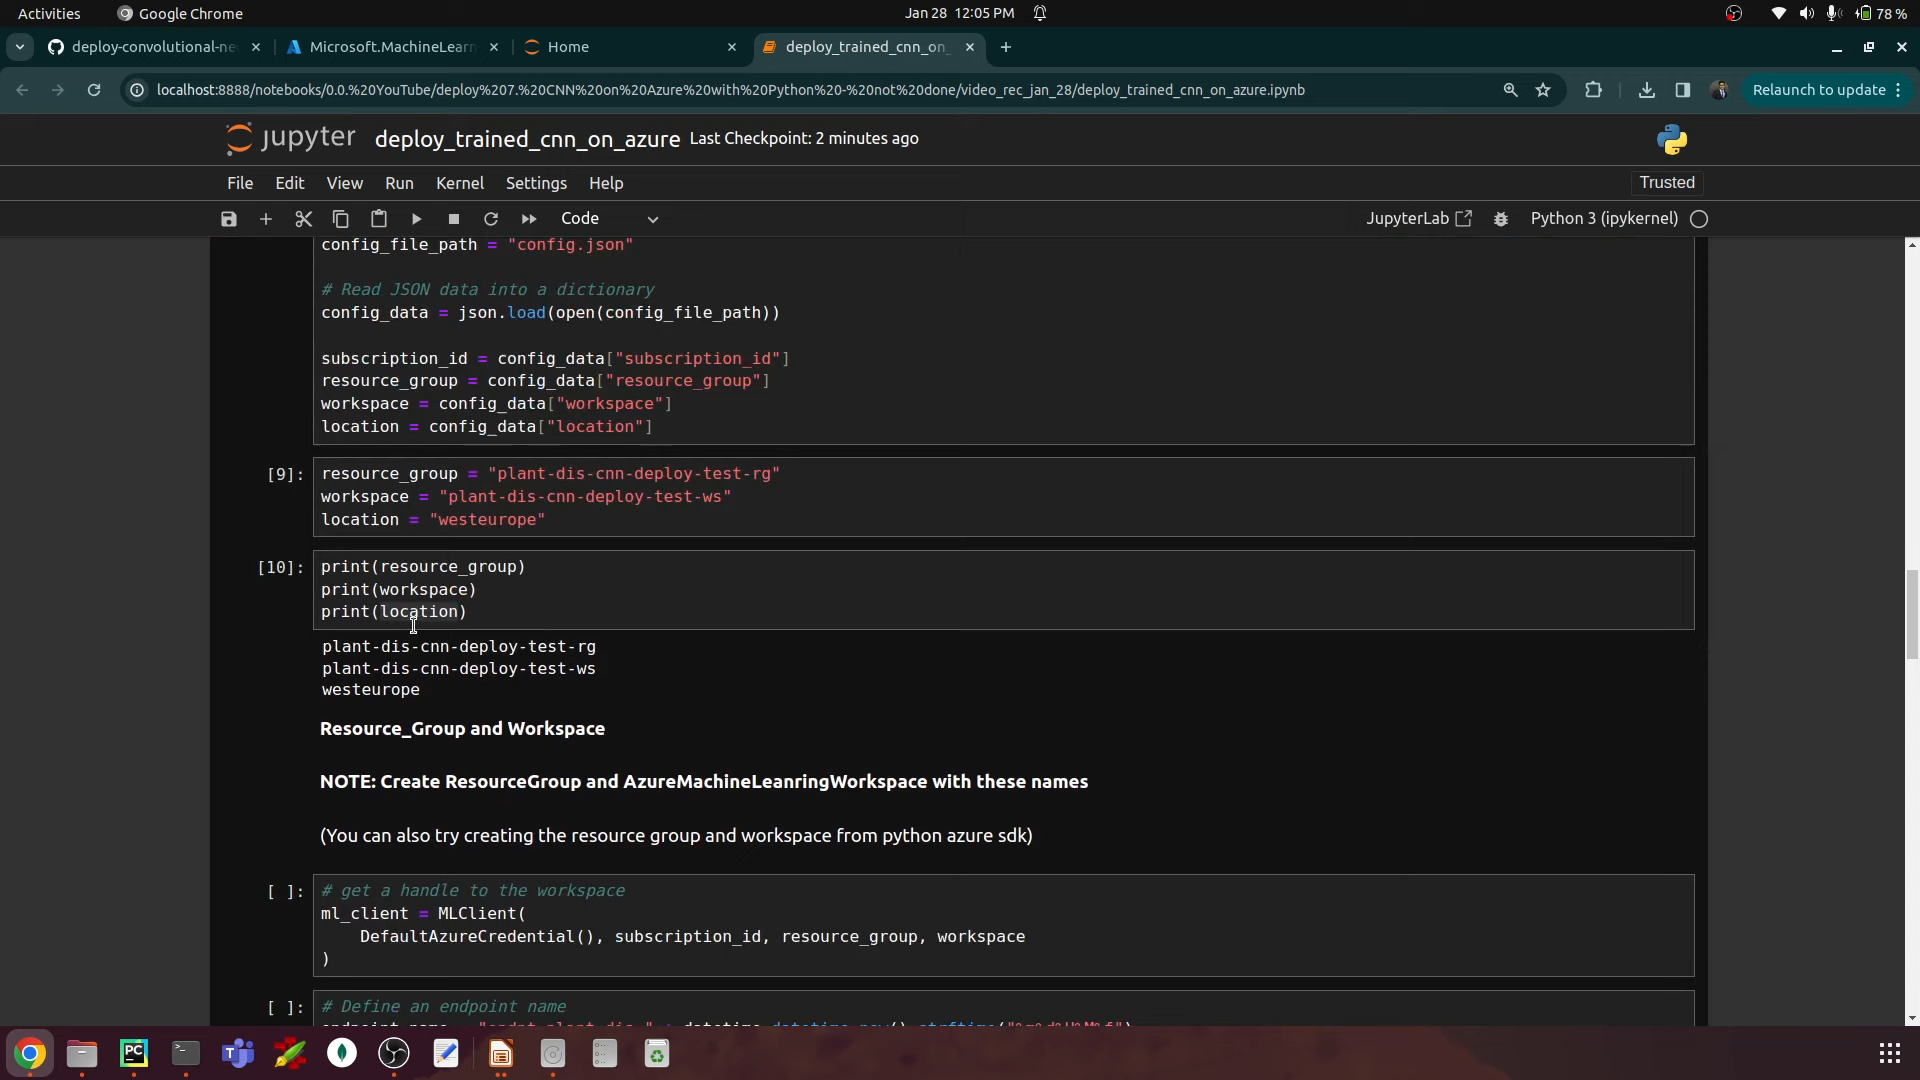 Activities Google Chrome Jan 28 12:05 PM 78 %
deploy-convolutional-ne Microsoft.MachineLearn Home deploy_trained_cnn_on_
localhost:8888/notebooks/0.0.%20YouTube/deploy%207.%20CNN%20on%20Azure%20with%20Python%20-%20not%20done/video_rec_jan_28/deploy_trained_cnn_on_azure.ipynb Relaunch to update
jupyter deploy_trained_cnn_on_azure Last Checkpoint: 2 minutes ago
File Edit View Run Kernel Settings Help Trusted
Code JupyterLab Python 3 (ipykernel)
config_file_path = "config.json"
# Read JSON data into a dictionary
config_data = json.load(open(config_file_path))
subscription_id = config_data["subscription_id"]
resource_group = config_data["resource_group"]
workspace = config_data["workspace"]
location = config_data["location"]
[9]: resource_group = "plant-dis-cnn-deploy-test-rg"
workspace = "plant-dis-cnn-deploy-test-ws"
location = "westeurope"
[10]: print(resource_group)
print(workspace)
print(location)
plant-dis-cnn-deploy-test-rg
plant-dis-cnn-deploy-test-ws
westeurope
Resource_Group and Workspace
NOTE: Create ResourceGroup and AzureMachineLeanringWorkspace with these names
(You can also try creating the resource group and workspace from python azure sdk)
[ ]: # get a handle to the workspace
ml_client = MLClient(
DefaultAzureCredential(), subscription_id, resource_group, workspace
)
[ ]: # Define an endpoint name